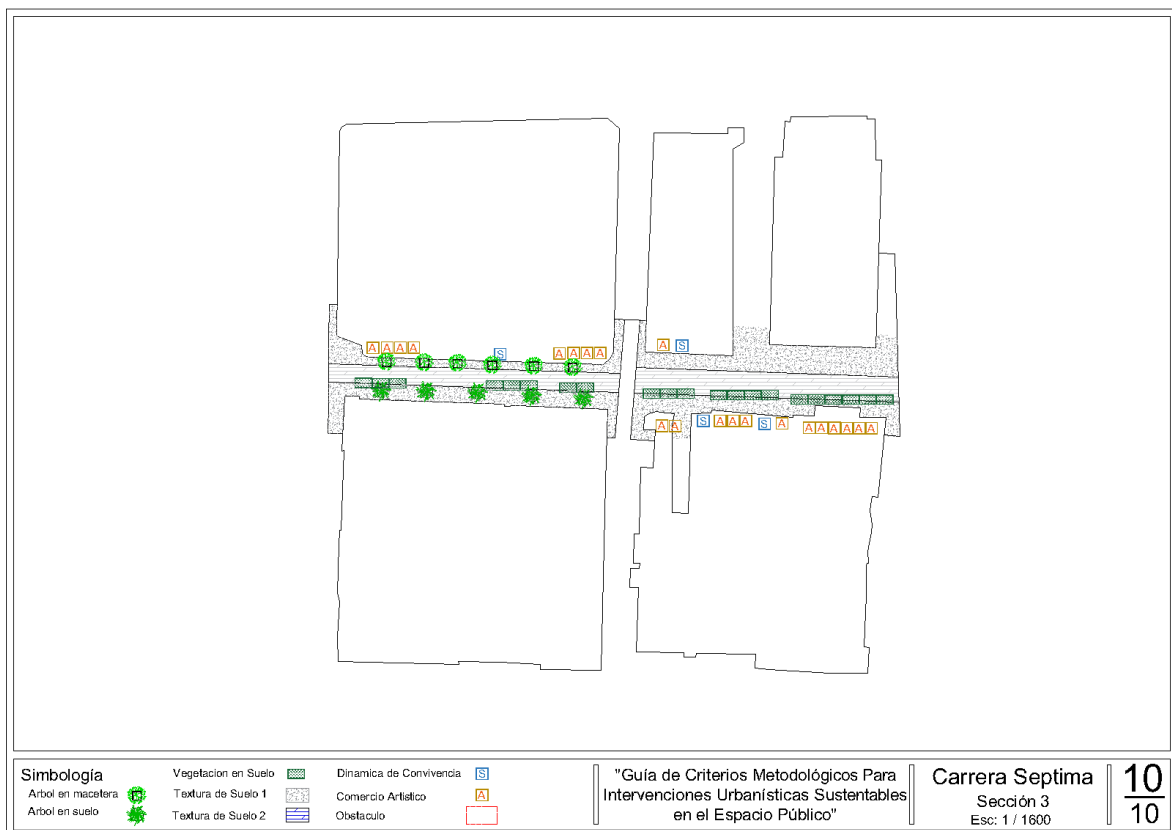 A A A A
S
A A A A
A
S
A A
S
A A A
S
A
A A A A A A
Simbología
Arbol en macetera
Arbol en suelo
Vegetacion en Suelo
Textura de Suelo 1
Textura de Suelo 2
Dinamica de Convivencia S
Comercio Artistico A
Obstaculo
"Guía de Criterios Metodológicos Para
Intervenciones Urbanísticas Sustentables
en el Espacio Público"
Carrera Septima
Sección 3
Esc: 1 / 1600
10
10